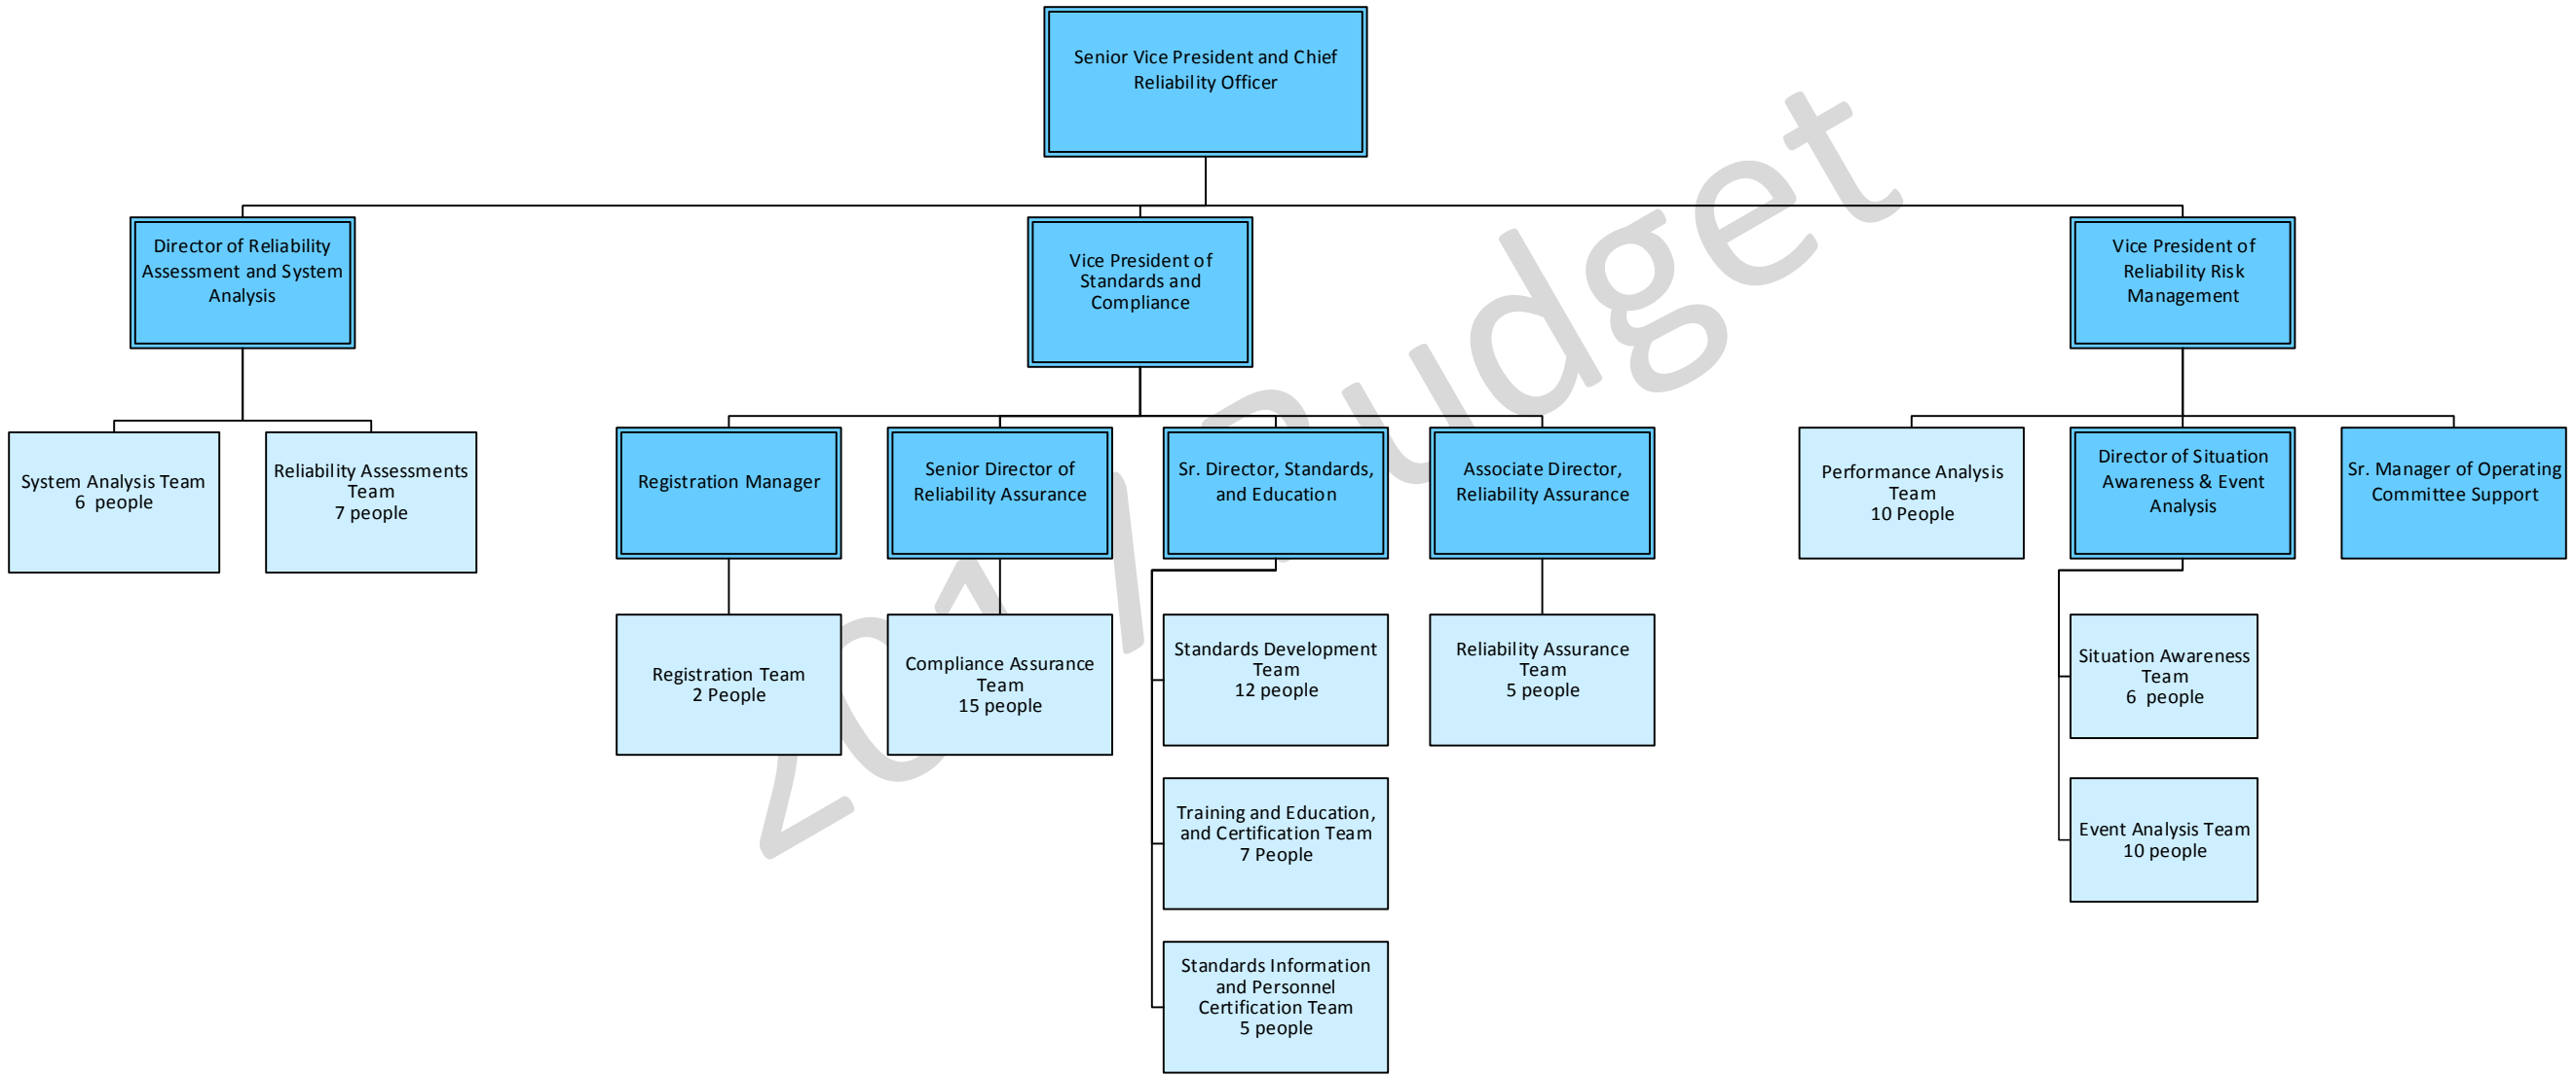 Senior Vice President and Chief
Reliability Officer
Director of Reliability
Assessment and System
Analysis
Vice President of
Standards and
Compliance
Vice President of
Reliability Risk
Management
System Analysis Team
6  people
Reliability Assessments
Team
7 people
Registration Manager
Senior Director of
Reliability Assurance
Sr. Director, Standards,
and Education
Associate Director,
Reliability Assurance
Performance Analysis
Team
10 People
Director of Situation
Awareness & Event
Analysis
Sr. Manager of Operating
Committee Support
Registration Team
2 People
Compliance Assurance
Team
15 people
Standards Development
Team
12 people
Reliability Assurance
Team
5 people
Situation Awareness
Team
6  people
Training and Education,
and Certification Team
7 People
Event Analysis Team
10 people
Standards Information
and Personnel
Certification Team
5 people
2017 Budget